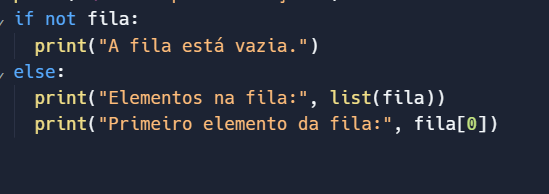 if not fila:
print("A fila está vazia.")
else:
print("Elementos na fila:", list(fila))
print("Primeiro elemento da fila:", fila[0])